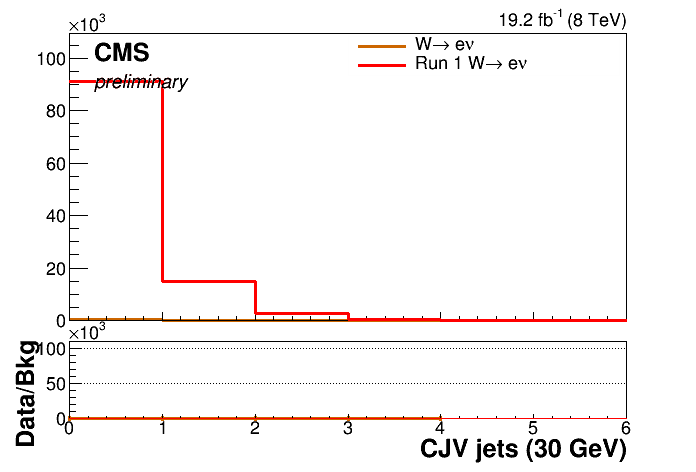 ×10³
19.2 fb⁻¹ (8 TeV)
CMS
preliminary
W→ eν
Run 1 W→ eν
100
80
60
40
20
0
×10³
100
50
0
Data/Bkg
0 1 2 3 4 5 6
CJV jets (30 GeV)